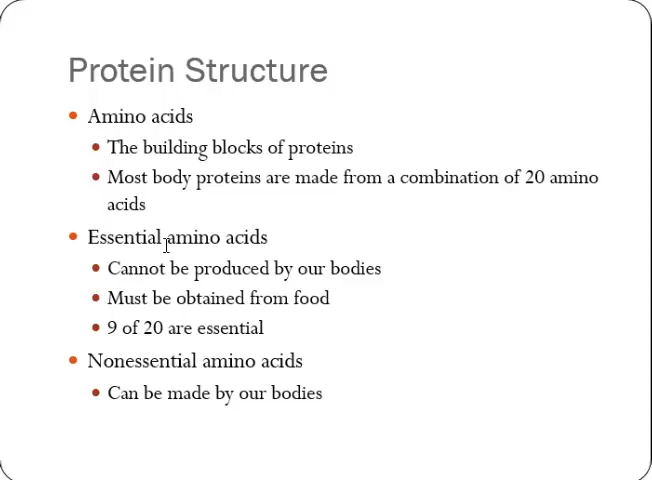 Protein Structure
• Amino acids
• The building blocks of proteins
• Most body proteins are made from a combination of 20 amino
acids
• Essential amino acids
• Cannot be produced by our bodies
• Must be obtained from food
• 9 of 20 are essential
• Nonessential amino acids
• Can be made by our bodies